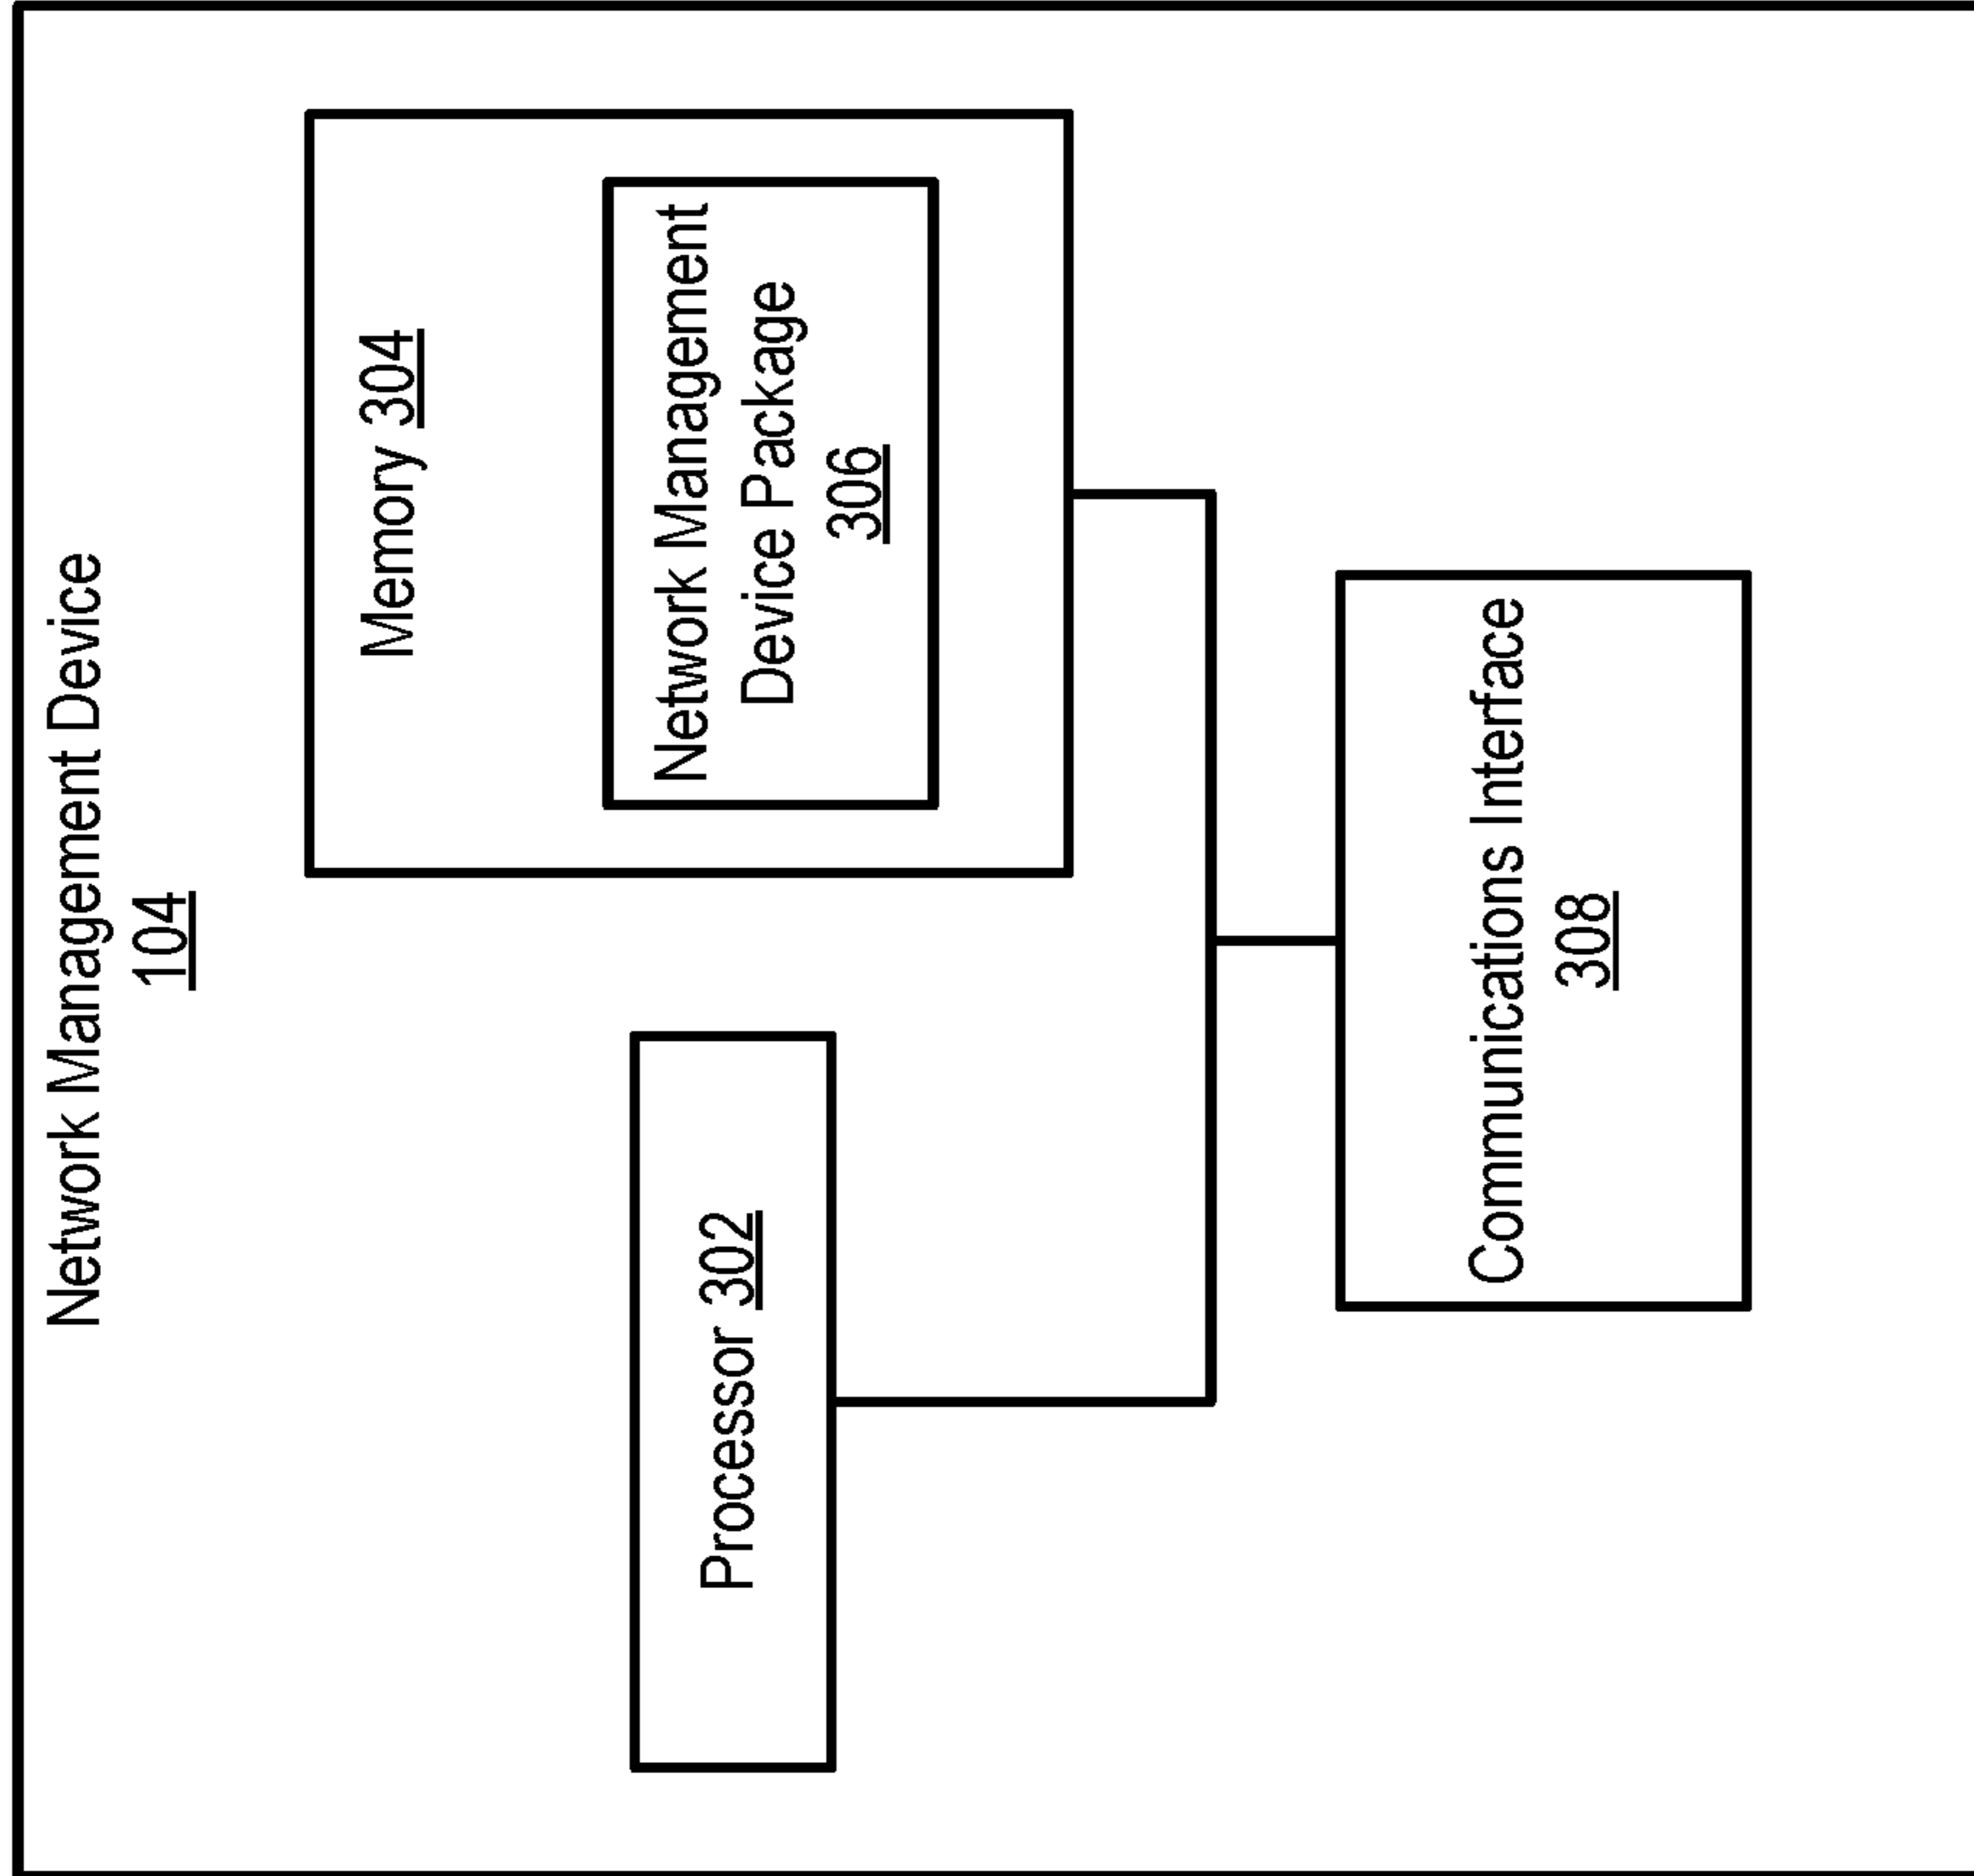 Network Management Device
104
Processor 302
Memory 304
Network Management
Device Package
306
Communications Interface
308